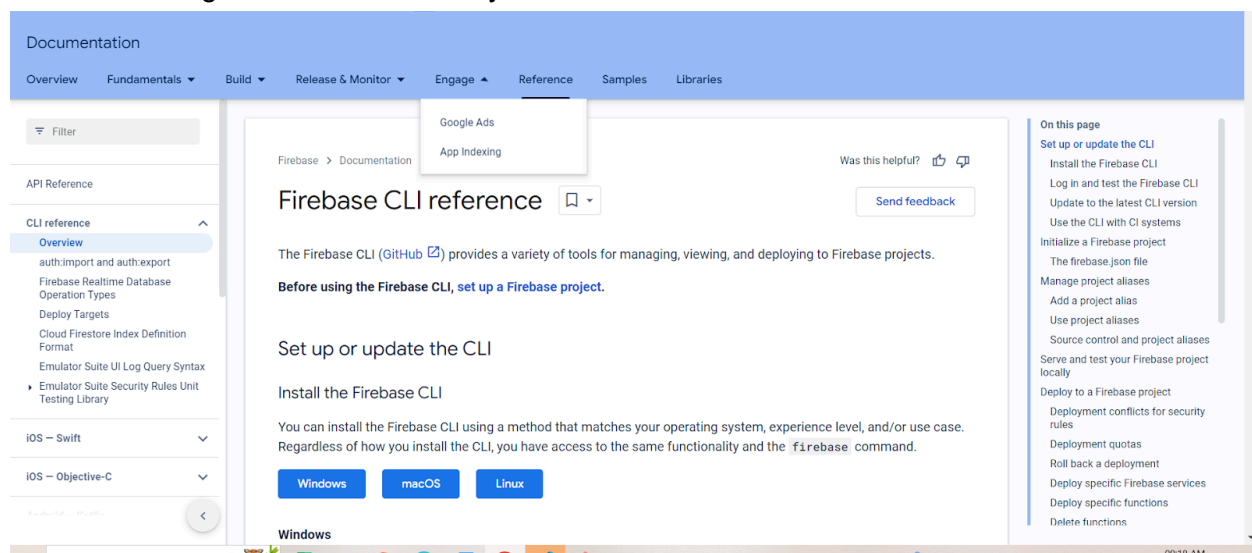 Documentation
Overview Fundamentals Build Release & Monitor Engage Reference Samples Libraries
Google Ads
App Indexing
Filter
API Reference
CLI reference
Overview
auth:import and auth:export
Firebase Realtime Database
Operation Types
Deploy Targets
Cloud Firestore Index Definition
Format
Emulator Suite UI Log Query Syntax
Emulator Suite Security Rules Unit
Testing Library
iOS – Swift
iOS – Objective-C
Firebase > Documentation
Was this helpful?
Firebase CLI reference
Send feedback
The Firebase CLI (GitHub) provides a variety of tools for managing, viewing, and deploying to Firebase projects.
Before using the Firebase CLI, set up a Firebase project.
Set up or update the CLI
Install the Firebase CLI
You can install the Firebase CLI using a method that matches your operating system, experience level, and/or use case.
Regardless of how you install the CLI, you have access to the same functionality and the firebase command.
Windows macOS Linux
Windows
On this page
Set up or update the CLI
Install the Firebase CLI
Log in and test the Firebase CLI
Update to the latest CLI version
Use the CLI with CI systems
Initialize a Firebase project
The firebase.json file
Manage project aliases
Add a project alias
Use project aliases
Source control and project aliases
Serve and test your Firebase project
locally
Deploy to a Firebase project
Deployment conflicts for security
rules
Deployment quotas
Roll back a deployment
Deploy specific Firebase services
Deploy specific functions
Delete functions